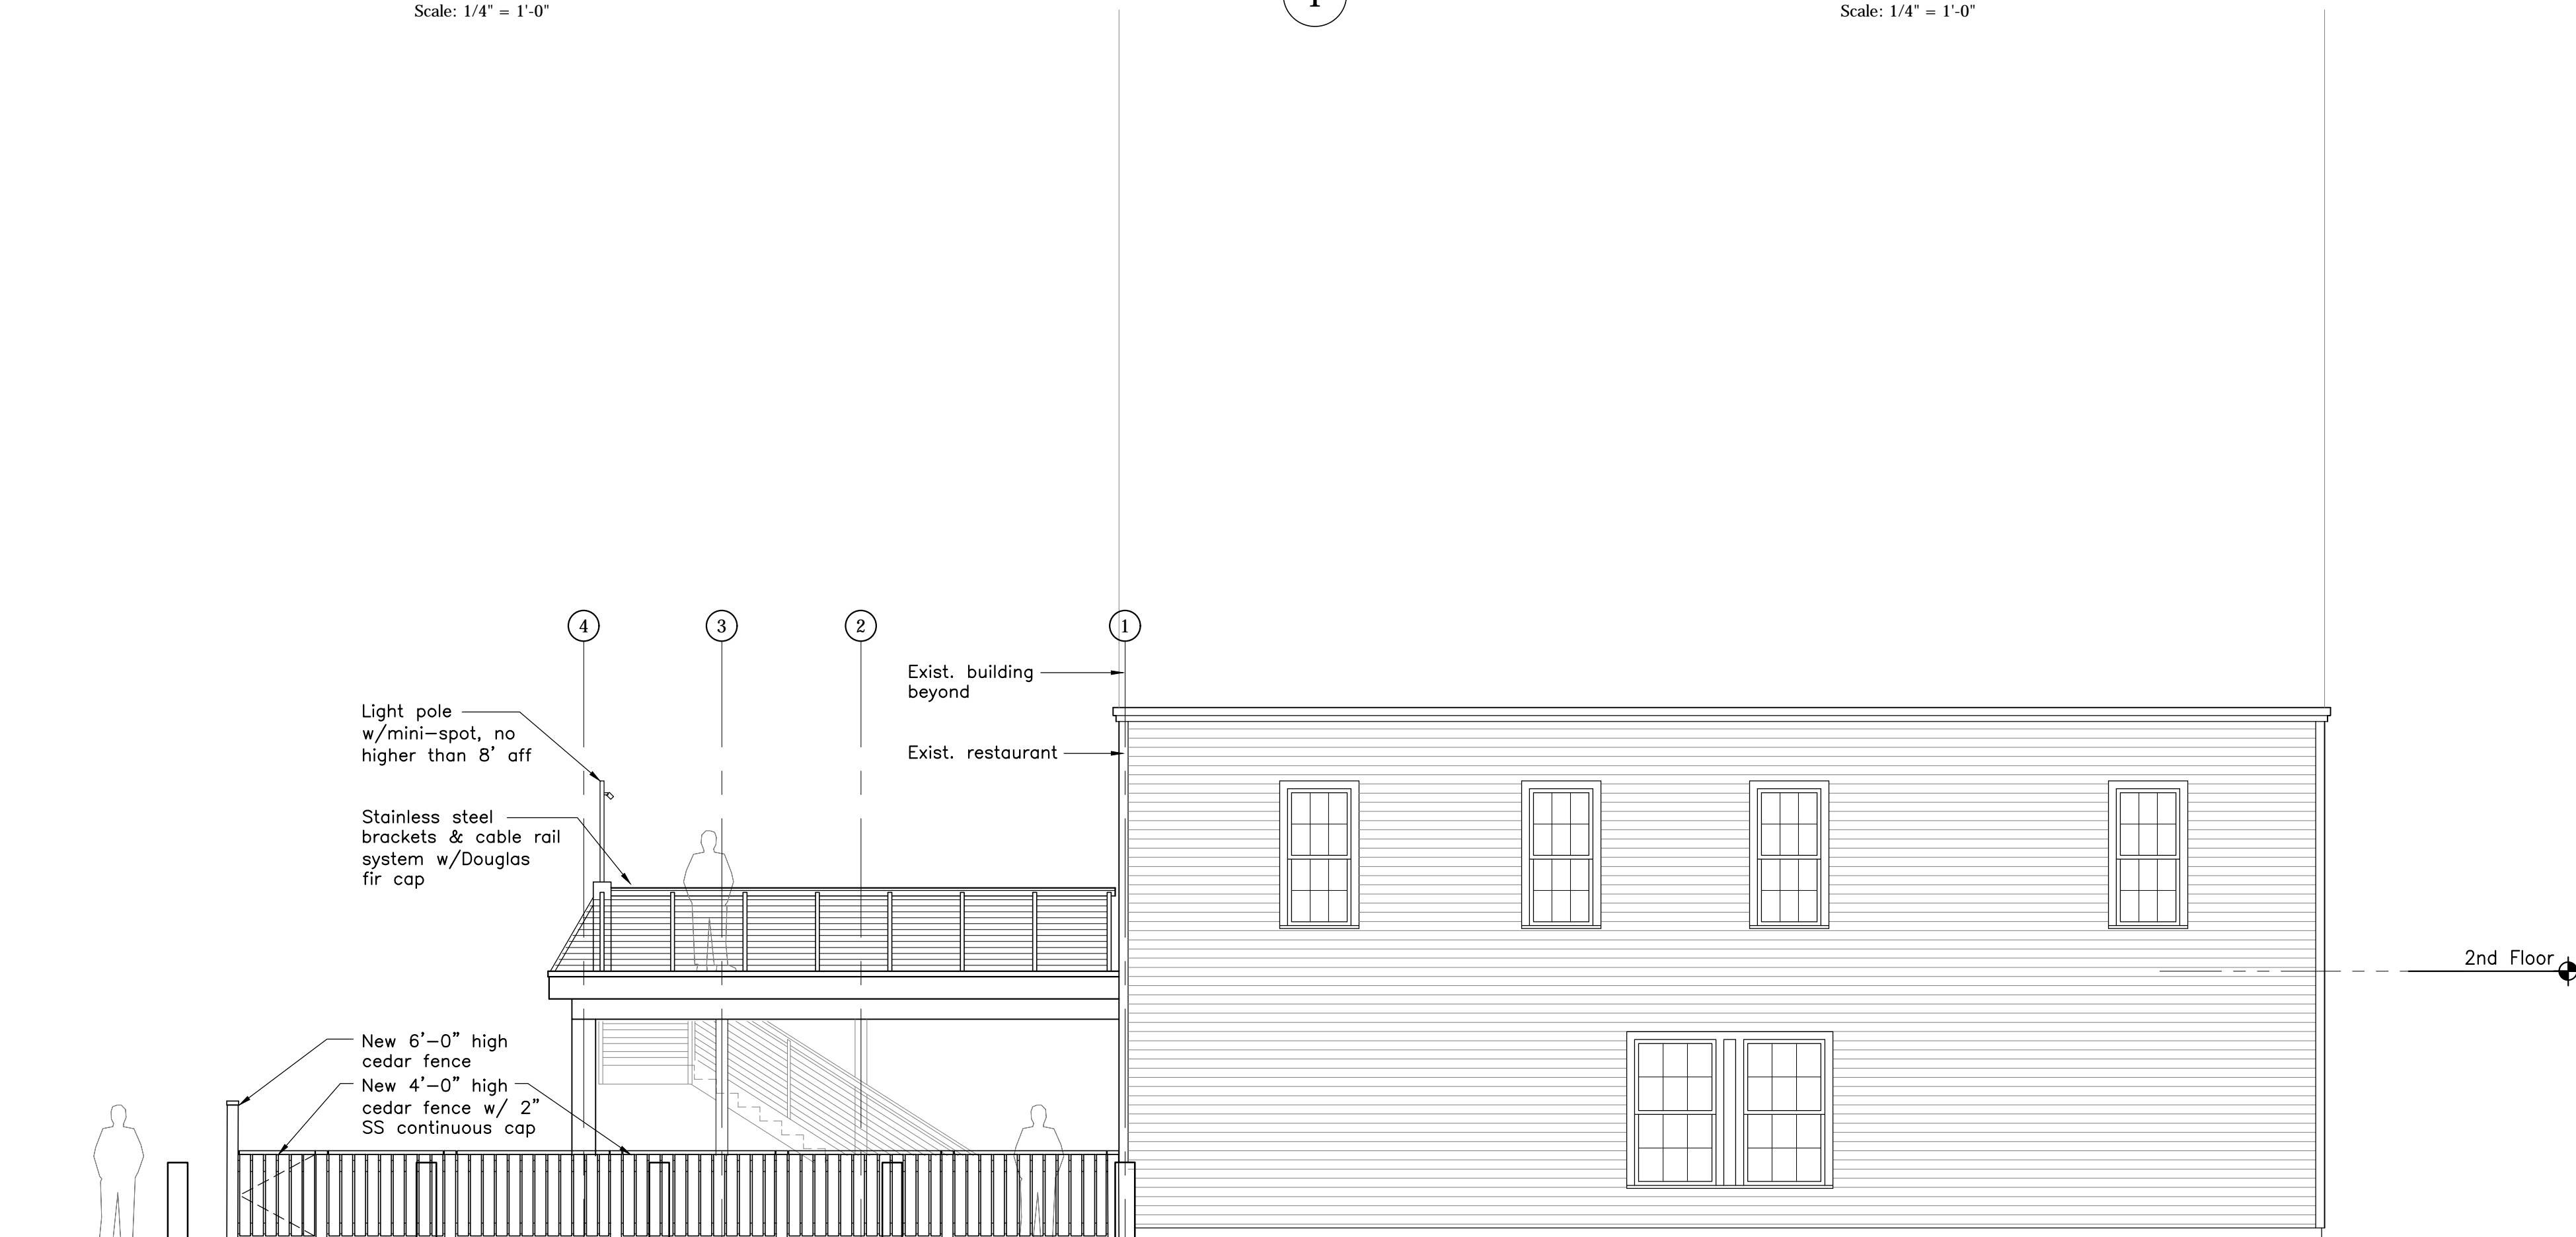 Scale: 1/4" = 1'-0"
Scale: 1/4" = 1'-0"
4
3
2
1
Exist. building
beyond
Light pole
w/mini-spot, no
higher than 8' aff
Exist. restaurant
Stainless steel
brackets & cable rail
system w/Douglas
fir cap
2nd Floor
New 6'-0" high
cedar fence
New 4'-0" high
cedar fence w/ 2"
SS continuous cap